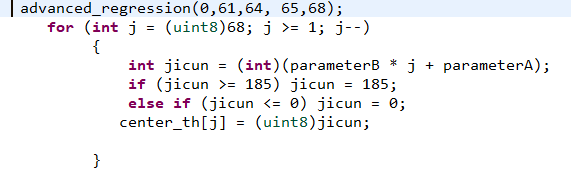 advanced_regression(0,61,64, 65,68);
for (int j = (uint8)68; j >= 1; j--)
{
int jicun = (int)(parameterB * j + parameterA);
if (jicun >= 185) jicun = 185;
else if (jicun <= 0) jicun = 0;
center_th[j] = (uint8)jicun;
}